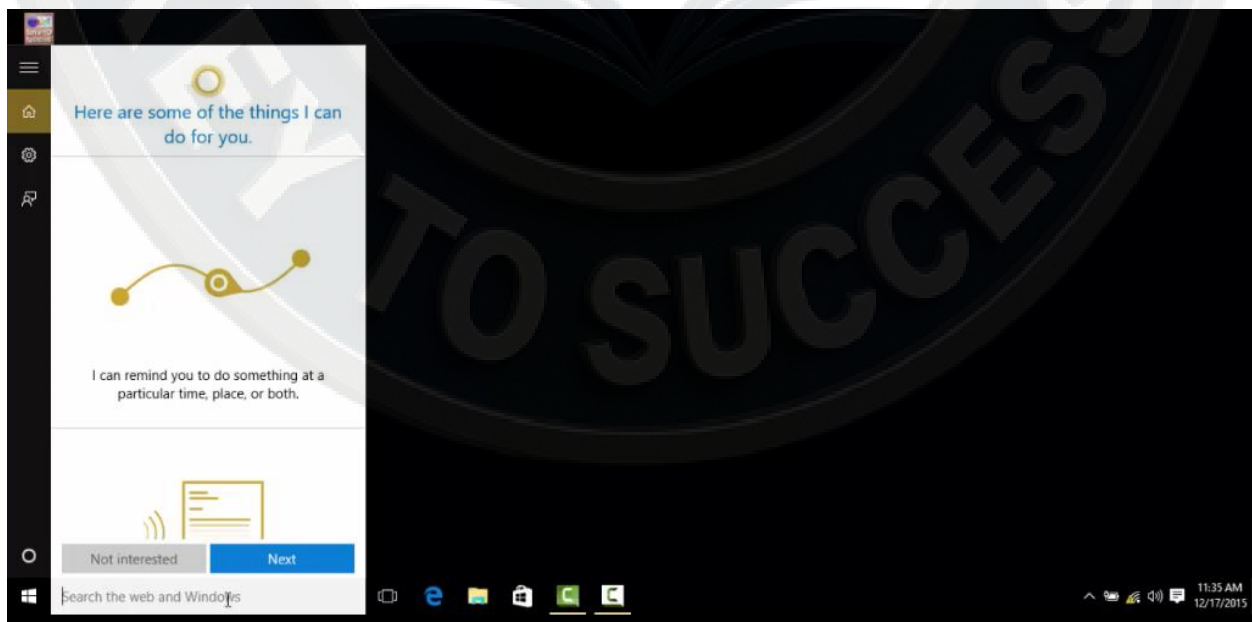 Here are some of the things I can
do for you.
I can remind you to do something at a
particular time, place, or both.
Not interested
Next
Search the web and Windows
11:35 AM
12/17/2015
TO SUCCESS